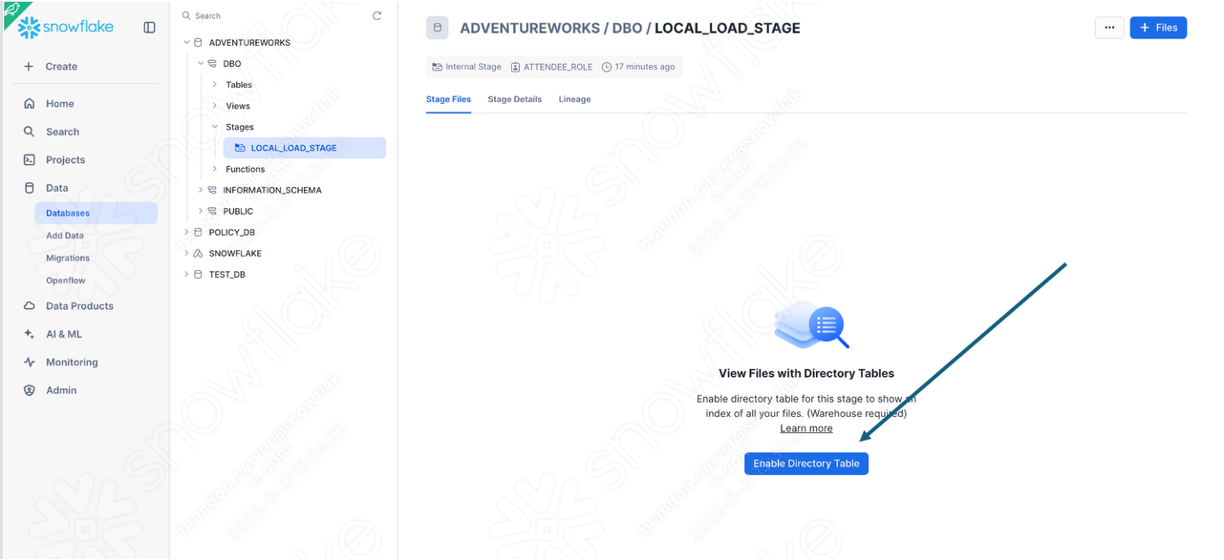 snowflake
Create
Home
Search
Projects
Data
Databases
Add Data
Migrations
Openflow
Data Products
AI & ML
Monitoring
Admin
Search
ADVENTUREWORKS
DBO
Tables
Views
Stages
LOCAL_LOAD_STAGE
Functions
INFORMATION_SCHEMA
PUBLIC
POLICY_DB
SNOWFLAKE
TEST_DB
ADVENTUREWORKS / DBO / LOCAL_LOAD_STAGE
... + Files
Internal Stage ATTENDEE_ROLE 17 minutes ago
Stage Files Stage Details Lineage
View Files with Directory Tables
Enable directory table for this stage to show an
index of all your files. (Warehouse required)
Learn more
Enable Directory Table